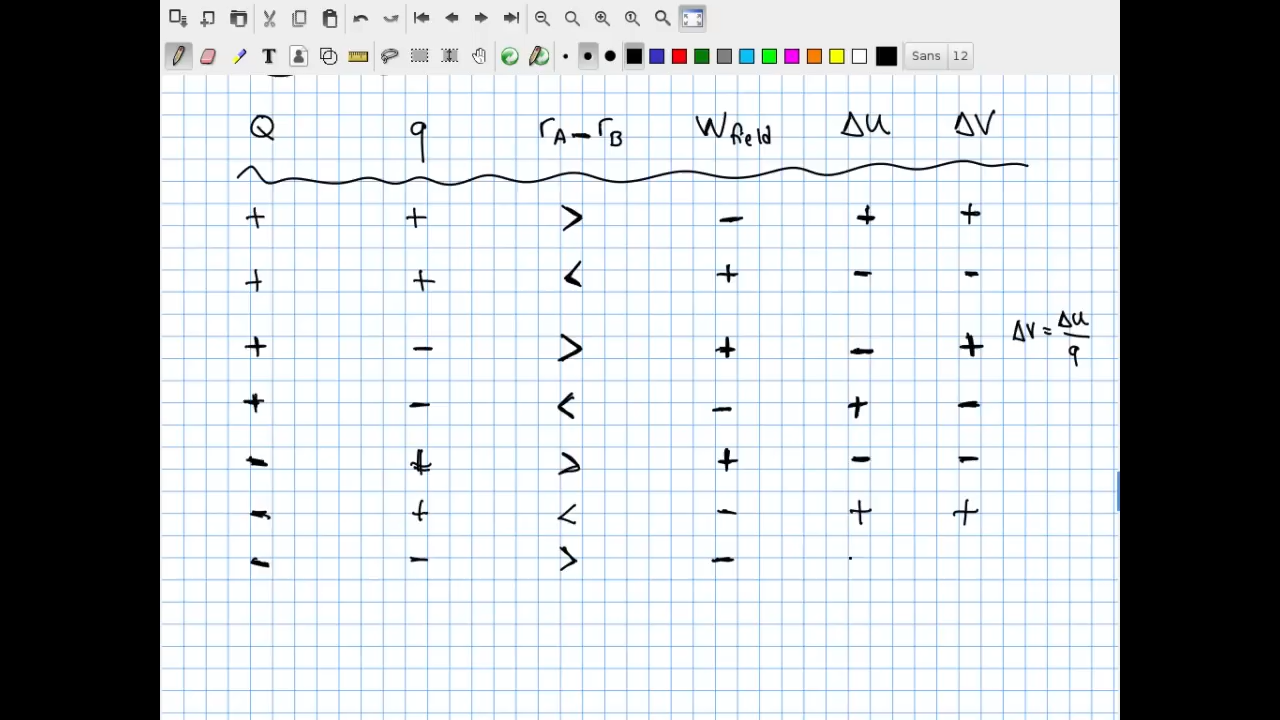 Sans 12
Q q rA - rB Wfield ΔU ΔV
+ + > - + +
+ + < + - -
ΔV = ΔU/q
+ - > + - +
+ - < - + -
- + > + - -
- + < - + +
- - > -